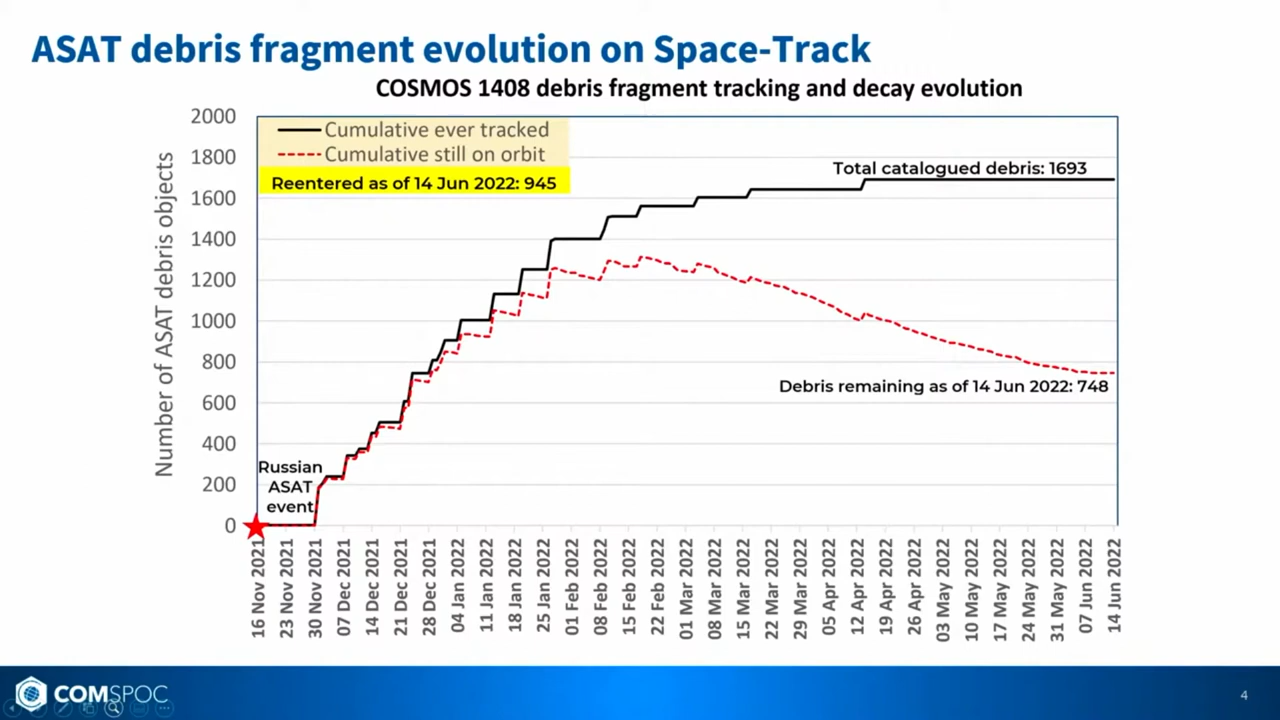 ASAT debris fragment evolution on Space-Track
COSMOS 1408 debris fragment tracking and decay evolution
Number of ASAT debris objects
2000
1800
1600
1400
1200
1000
800
600
400
200
0
Cumulative ever tracked
Cumulative still on orbit
Reentered as of 14 Jun 2022: 945
Total catalogued debris: 1693
Debris remaining as of 14 Jun 2022: 748
Russian
ASAT
event
16 Nov 2021
23 Nov 2021
30 Nov 2021
07 Dec 2021
14 Dec 2021
21 Dec 2021
28 Dec 2021
04 Jan 2022
11 Jan 2022
18 Jan 2022
25 Jan 2022
01 Feb 2022
08 Feb 2022
15 Feb 2022
22 Feb 2022
01 Mar 2022
08 Mar 2022
15 Mar 2022
22 Mar 2022
29 Mar 2022
05 Apr 2022
12 Apr 2022
19 Apr 2022
26 Apr 2022
03 May 2022
10 May 2022
17 May 2022
24 May 2022
31 May 2022
07 Jun 2022
14 Jun 2022
COMSPOC
4